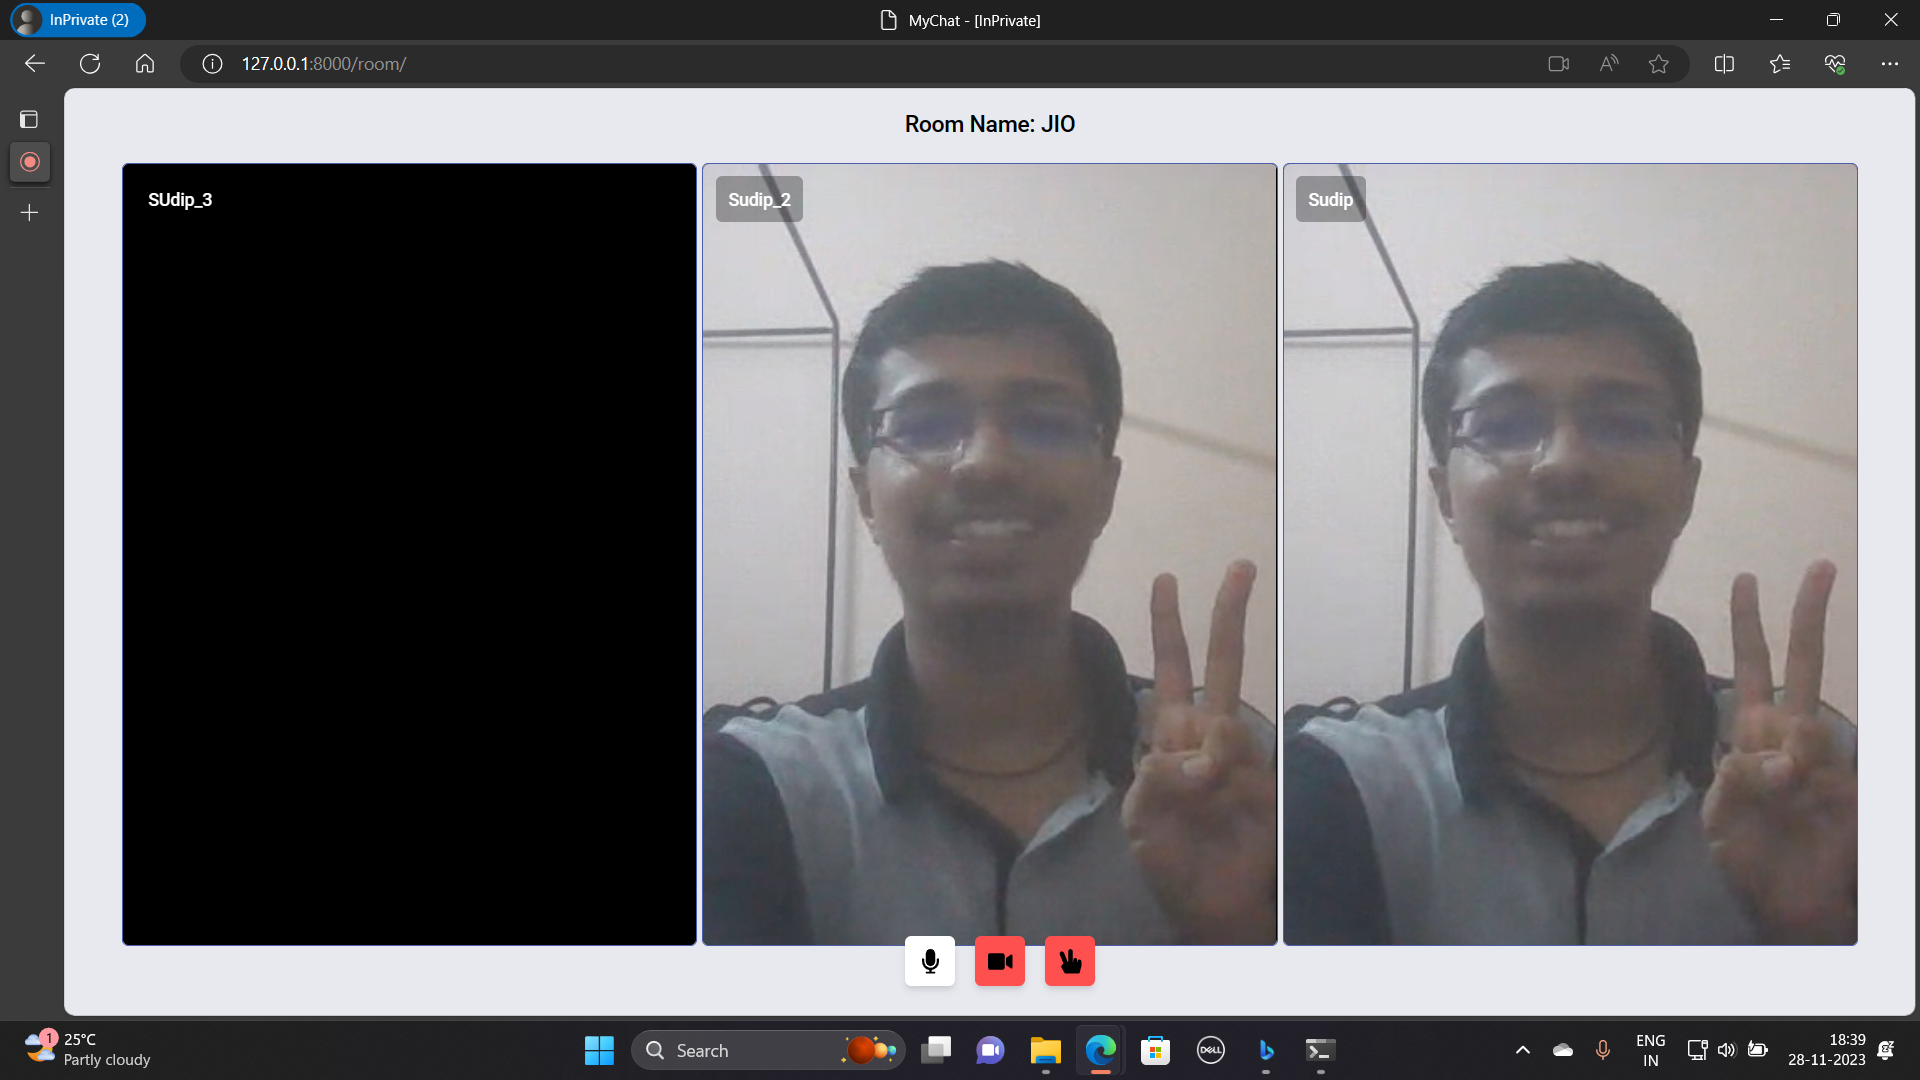 InPrivate (2)
MyChat - [InPrivate]
127.0.0.1:8000/room/
Room Name: JIO
SUdip_3
Sudip_2
Sudip
1
25°C
Partly cloudy
Search
DELL
ENG
IN
18:39
28-11-2023